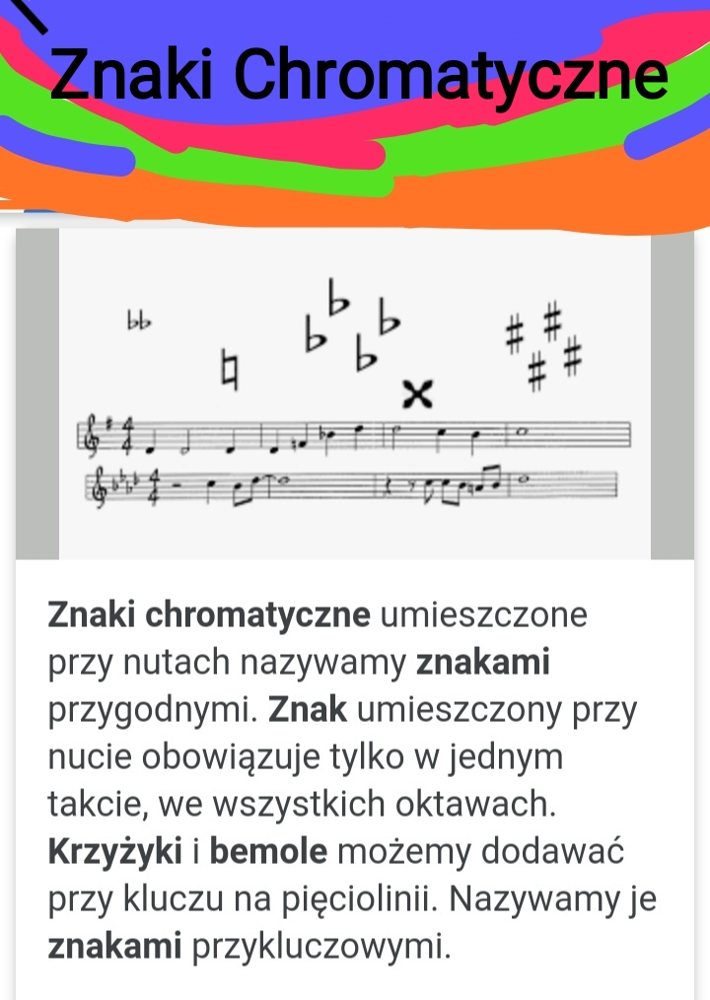 Znaki Chromatyczne
Znaki chromatyczne umieszczone
przy nutach nazywamy znakami
przygodnymi. Znak umieszczony przy
nucie obowiązuje tylko w jednym
takcie, we wszystkich oktawach.
Krzyżyki i bemole możemy dodawać
przy kluczu na pięciolinii. Nazywamy je
znakami przykluczowymi.